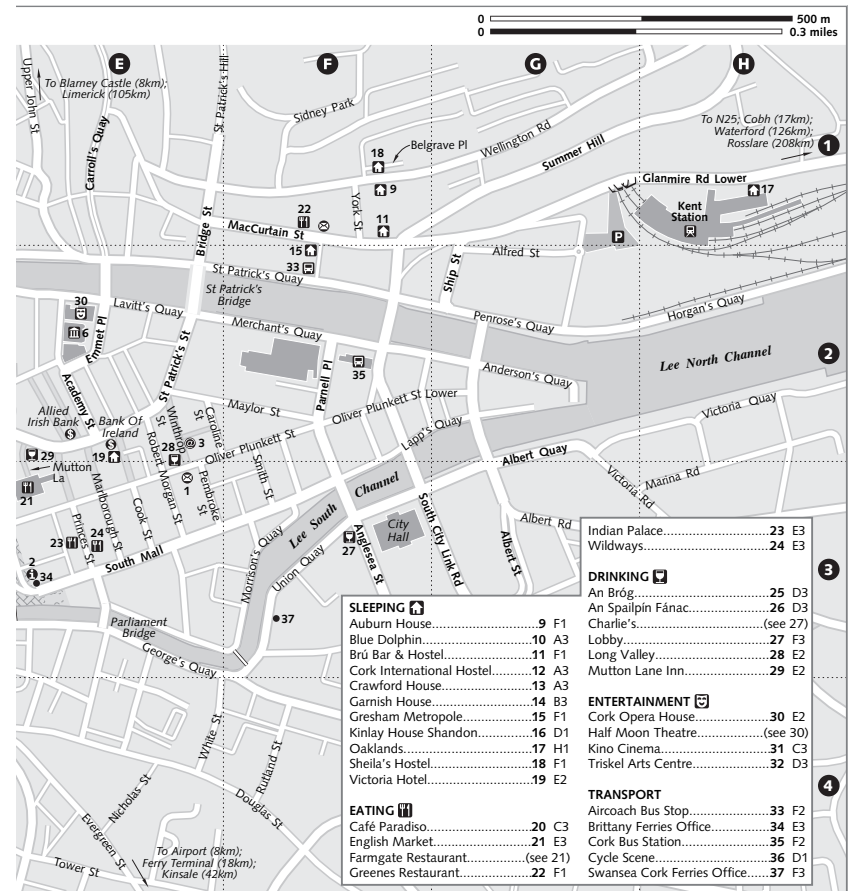 0 500 m
0 0.3 miles
E F G H
Upper John St
To Blarney Castle (8km);
Limerick (105km)
Carroll's Quay
St Patrick's Hill
Sidney Park
Belgrave Pl
Wellington Rd
Summer Hill
To N25; Cobh (17km);
Waterford (126km);
Rosslare (208km)
1
18
9
York St
11
22
MacCurtain St
Bridge St
15
33
Glanmire Rd Lower
17
Kent
Station
P
Alfred St
Ship St
St Patrick's Quay
St Patrick's
Bridge
30
6
Emmet Pl
Lavitt's Quay
Merchant's Quay
Penrose's Quay
Horgan's Quay
Lee North Channel
2
Anderson's Quay
35
Parnell Pl
St Patrick's St
Academy St
Maylor St
Oliver Plunkett St Lower
Lapp's Quay
Victoria Quay
Allied
Irish Bank
Bank Of
Ireland
Winthrop
St
Caroline
St
@ 3
Oliver Plunkett St
29
19
28
Mutton
La
Robert Morgan St
1
Pembroke
St
Smith St
Albert Quay
Victoria Rd
Marina Rd
21
Marlborough St
Cook St
Princes St
23
24
South Mall
2
34
Morrison's Quay
Lee South Channel
Union Quay
27
Anglesea St
City
Hall
South City Link Rd
Albert St
Albert Rd
3
37
Parliament
Bridge
George's Quay
White St
Rutland St
Douglas St
Nicholas St
Evergreen St
Tower St
To Airport (8km);
Ferry Terminal (18km);
Kinsale (42km)
4
SLEEPING
Auburn House 9 F1
Blue Dolphin 10 A3
Brú Bar & Hostel 11 F1
Cork International Hostel 12 A3
Crawford House 13 A3
Garnish House 14 B3
Gresham Metropole 15 F1
Kinlay House Shandon 16 D1
Oaklands 17 H1
Sheila's Hostel 18 F1
Victoria Hotel 19 E2
EATING
Café Paradiso 20 C3
English Market 21 E3
Farmgate Restaurant (see 21)
Greenes Restaurant 22 F1
Indian Palace 23 E3
Wildways 24 E3
DRINKING
An Bróg 25 D3
An Spailpín Fánac 26 D3
Charlie's (see 27)
Lobby 27 F3
Long Valley 28 E2
Mutton Lane Inn 29 E2
ENTERTAINMENT
Cork Opera House 30 E2
Half Moon Theatre (see 30)
Kino Cinema 31 C3
Triskel Arts Centre 32 D3
TRANSPORT
Aircoach Bus Stop 33 F2
Brittany Ferries Office 34 E3
Cork Bus Station 35 F2
Cycle Scene 36 D1
Swansea Cork Ferries Office 37 F3